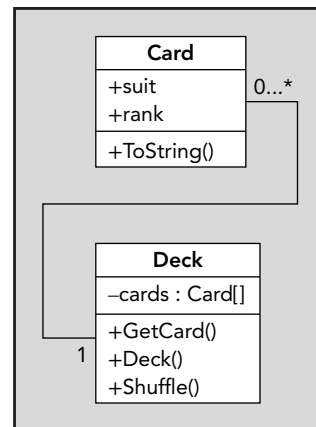 Card
+suit
0...*
+rank
+ToString()
Deck
–cards : Card[]
+GetCard()
1
+Deck()
+Shuffle()